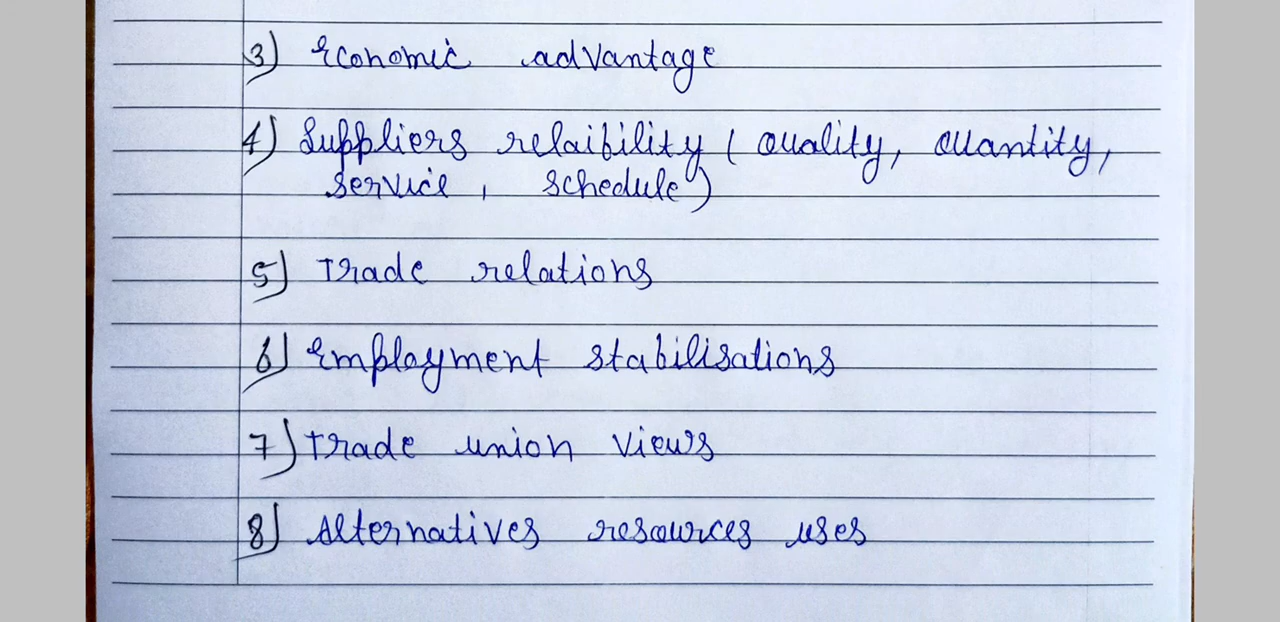 3) Economic advantage
4) Suppliers relaibility ( Quality, Quantity,
service, schedule)
5) Trade relations
6) Employment stabilisations
7) Trade union views
8) Alternatives resources uses